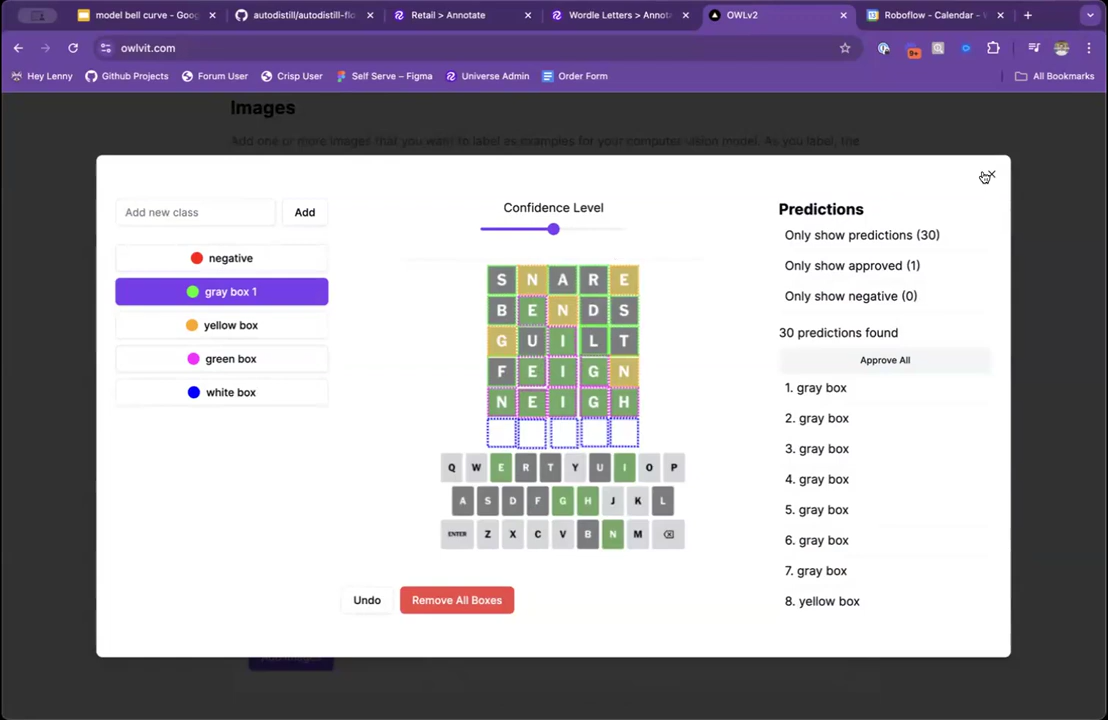 model bell curve - Goog
autodistill/autodistill-flo
Retail > Annotate
Wordle Letters > Annota
OWLv2
Roboflow - Calendar - W
owlvit.com
9+
Hey Lenny
Github Projects
Forum User
Crisp User
Self Serve – Figma
Universe Admin
Order Form
All Bookmarks
Images
Add one or more images that you want to label as examples for your computer vision model. As you label, the
Add new class
Add
negative
gray box 1
yellow box
green box
white box
Confidence Level
S N A R E
B E N D S
G U I L T
F E I G N
N E I G H
Q W E R T Y U I O P
A S D F G H J K L
ENTER Z X C V B N M
Undo
Remove All Boxes
Predictions
Only show predictions (30)
Only show approved (1)
Only show negative (0)
30 predictions found
Approve All
1. gray box
2. gray box
3. gray box
4. gray box
5. gray box
6. gray box
7. gray box
8. yellow box
Add Images